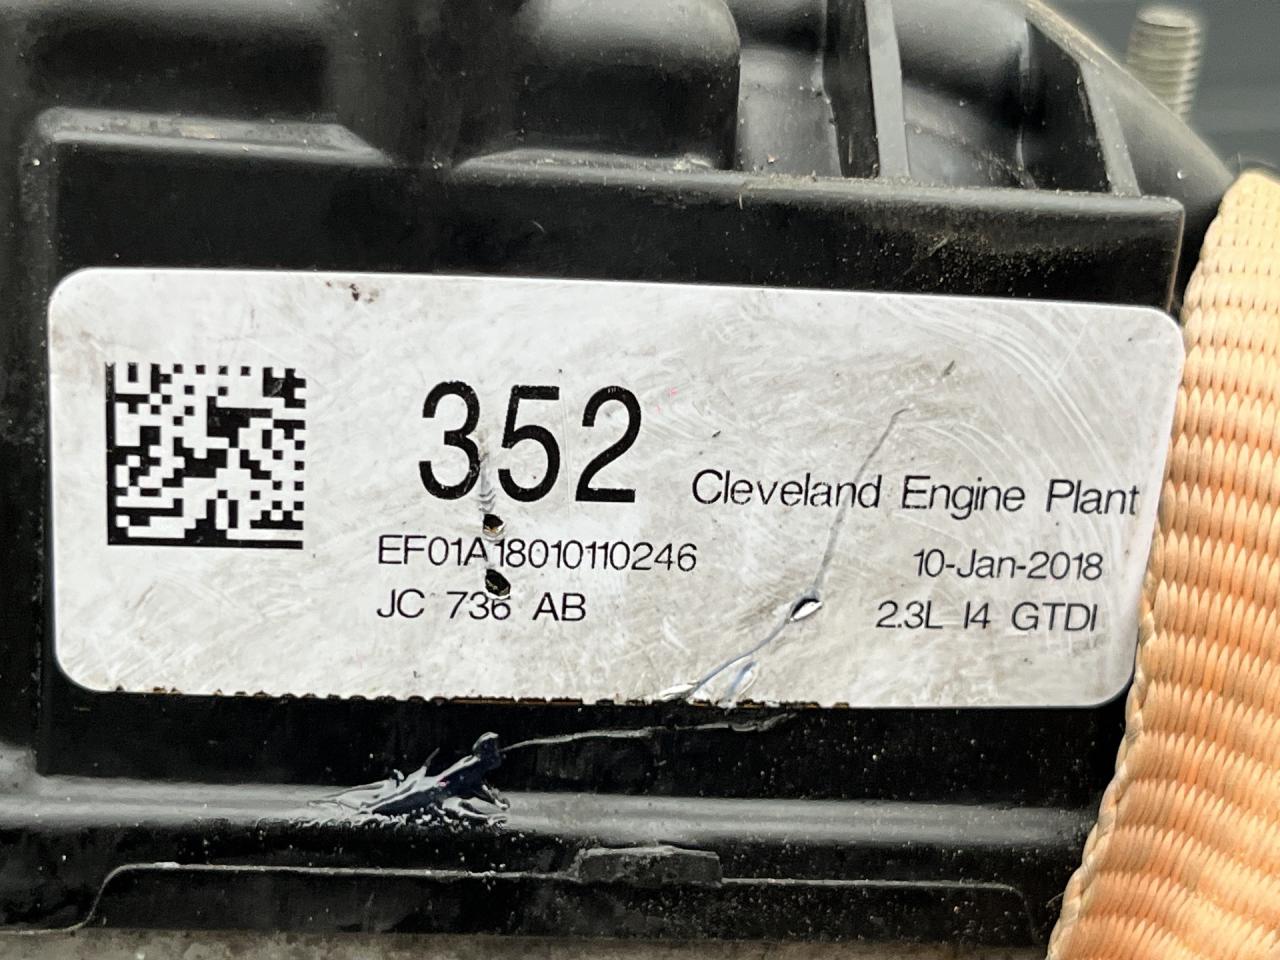 352
Cleveland Engine Plant
EF01A18010110246
10-Jan-2018
JC 736 AB
2.3L I4 GTDI